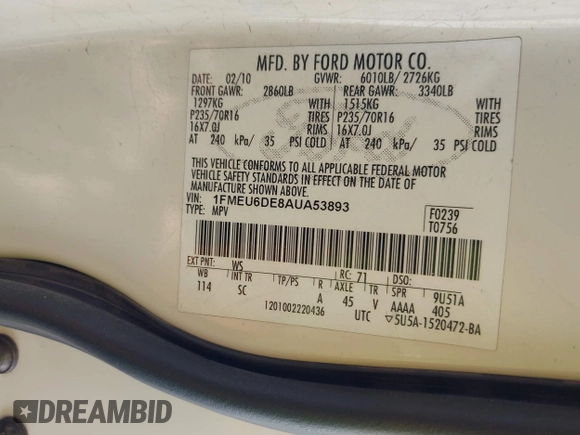 MFD. BY FORD MOTOR CO.
DATE: 02/10 GVWR: 6010LB/ 2726KG
FRONT GAWR: 2860LB REAR GAWR: 3340LB
1297KG WITH 1515KG WITH
P235/70R16 TIRES P235/70R16 TIRES
16X7.0J RIMS 16X7.0J RIMS
AT 240 kPa/ 35 PSI COLD AT 240 kPa/ 35 PSI COLD
Ford
THIS VEHICLE CONFORMS TO ALL APPLICABLE FEDERAL MOTOR
VEHICLE SAFETY STANDARDS IN EFFECT ON THE DATE OF
MANUFACTURE SHOWN ABOVE.
VIN: 1FMEU6DE8AUA53893
TYPE: MPV
F0239
T0756
EXT PNT: WS RC: 71 DSO:
WB INT TR TP/PS R AXLE TR SPR 9U51A
114 SC A 45 V AAAA 405
1201002220436 UTC ▽5U5A-1520472-BA
DREAMBID